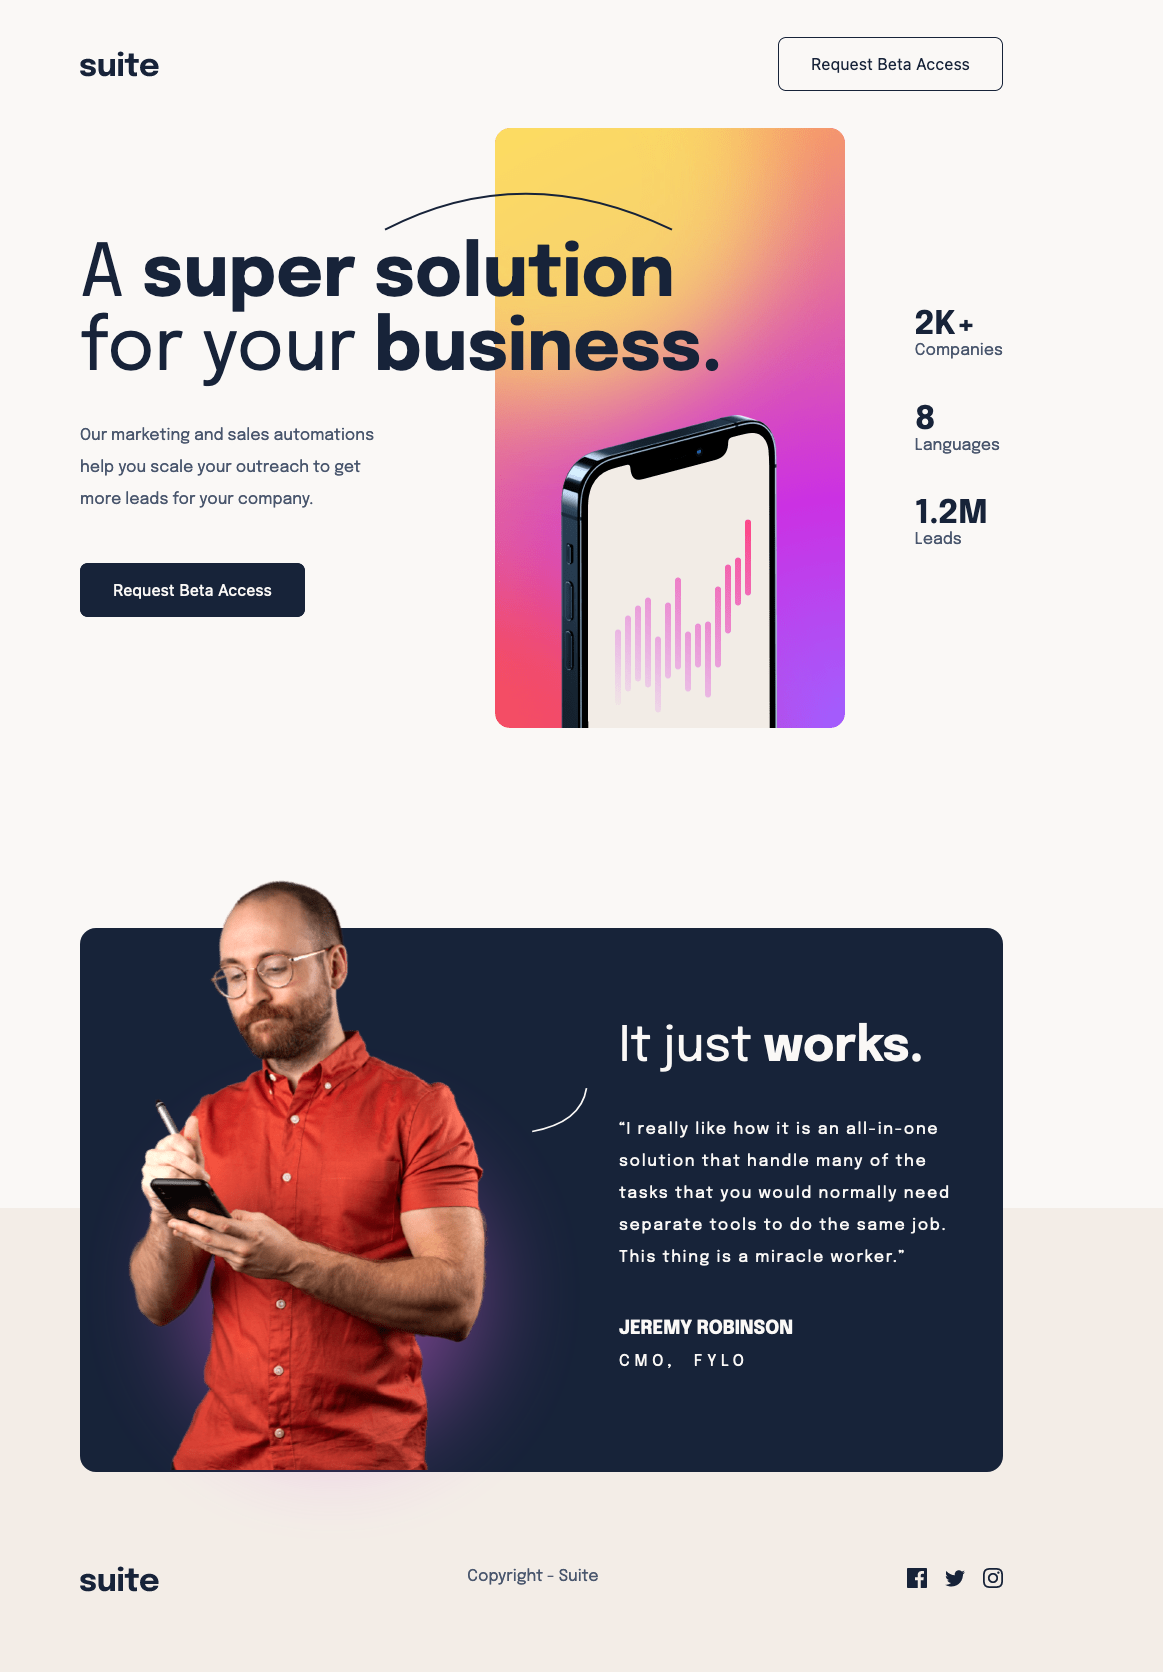 suite
Request Beta Access
A super solution
for your business.
Our marketing and sales automations
help you scale your outreach to get
more leads for your company.
Request Beta Access
2K+
Companies
8
Languages
1.2M
Leads
It just works.
“I really like how it is an all-in-one
solution that handle many of the
tasks that you would normally need
separate tools to do the same job.
This thing is a miracle worker.”
JEREMY ROBINSON
CMO, FYLO
suite
Copyright - Suite